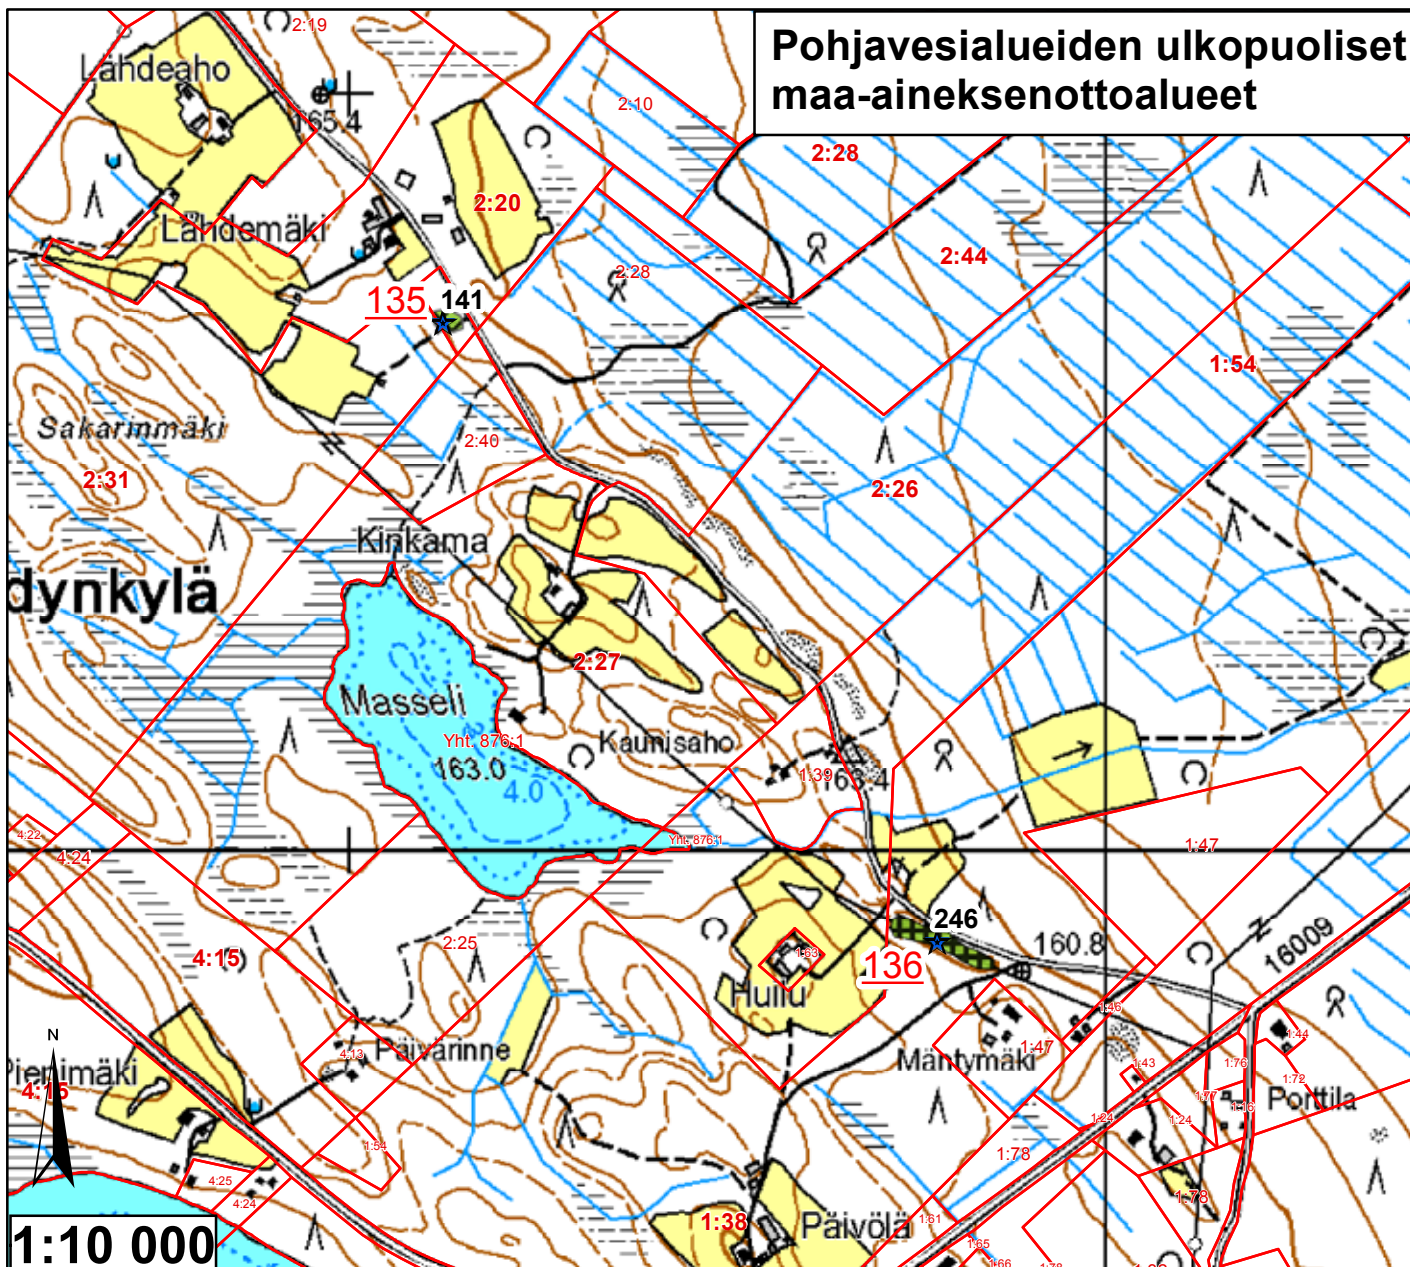 Pohjavesialueiden ulkopuoliset
maa-aineksenottoalueet
2:19
Lähdeaho
165.4
2:10
2:28
2:20
Lähdemäki
2:28
2:44
135
141
1:54
Sakarinmäki
2:40
2:31
2:26
Kinkama
dynkylä
2:27
Masseli
Yht. 876:1
Kaunisaho
163.0
4.0
1:39
163.4
4:22
4:24
Yht. 876:1
1:47
246
2:25
4:15
1:63
136
160.8
N
16009
Huilu
1:46
1:44
N
4:13
Päivärinne
1:47
Mäntymäki
1:43
1:76
1:72
Pienimäki
4:15
1:77
1:16
Porttila
1:24
1:24
1:54
1:78
4:25
4:24
1:78
1:38
Päivölä
1:61
1:65
1:66
1:10 000